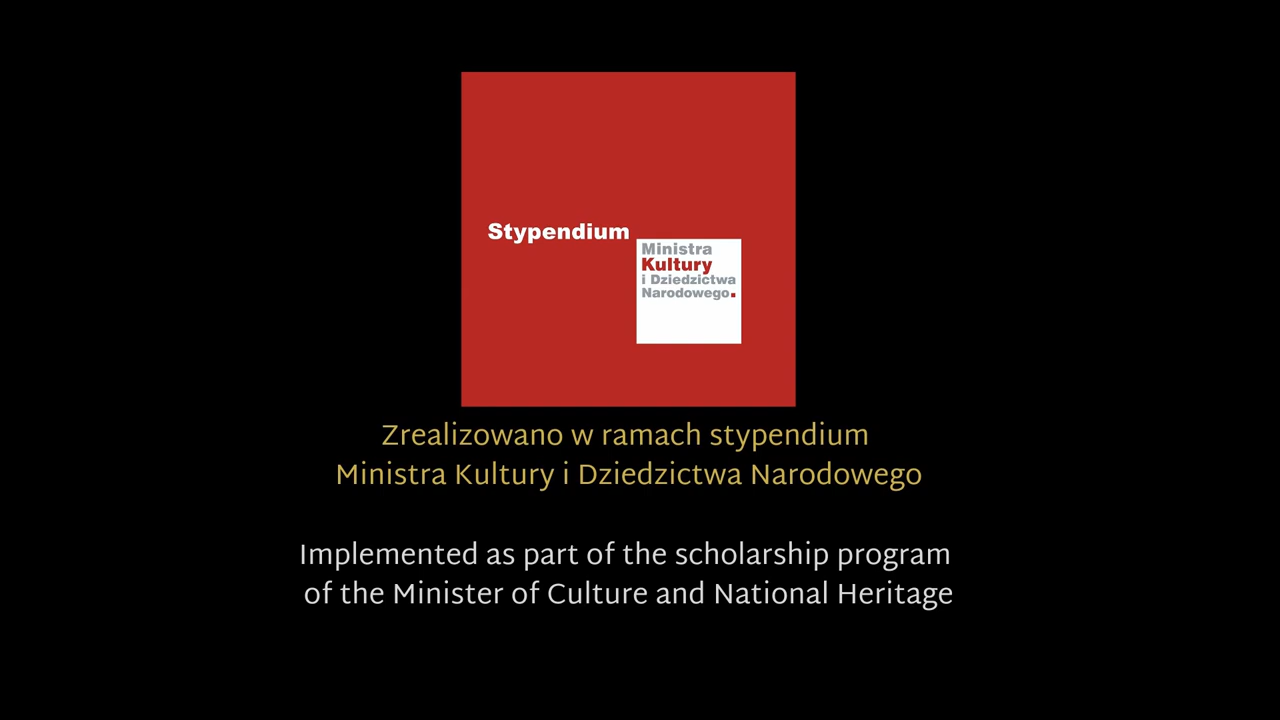 Stypendium
Ministra
Kultury
i Dziedzictwa
Narodowego.
Zrealizowano w ramach stypendium
Ministra Kultury i Dziedzictwa Narodowego
Implemented as part of the scholarship program
of the Minister of Culture and National Heritage